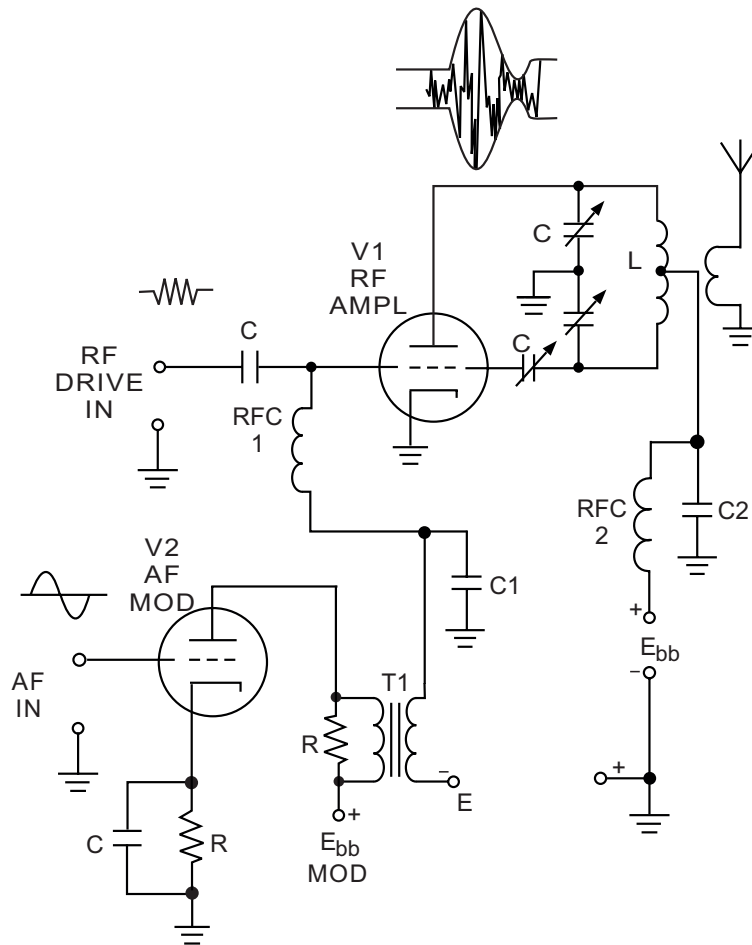 V1
RF
AMPL
C
L
C
C
RF
DRIVE
IN
RFC
1
RFC
2
C2
V2
AF
MOD
C1
+
Ebb
−
AF
IN
T1
R
−
E
+
+
Ebb
MOD
C
R